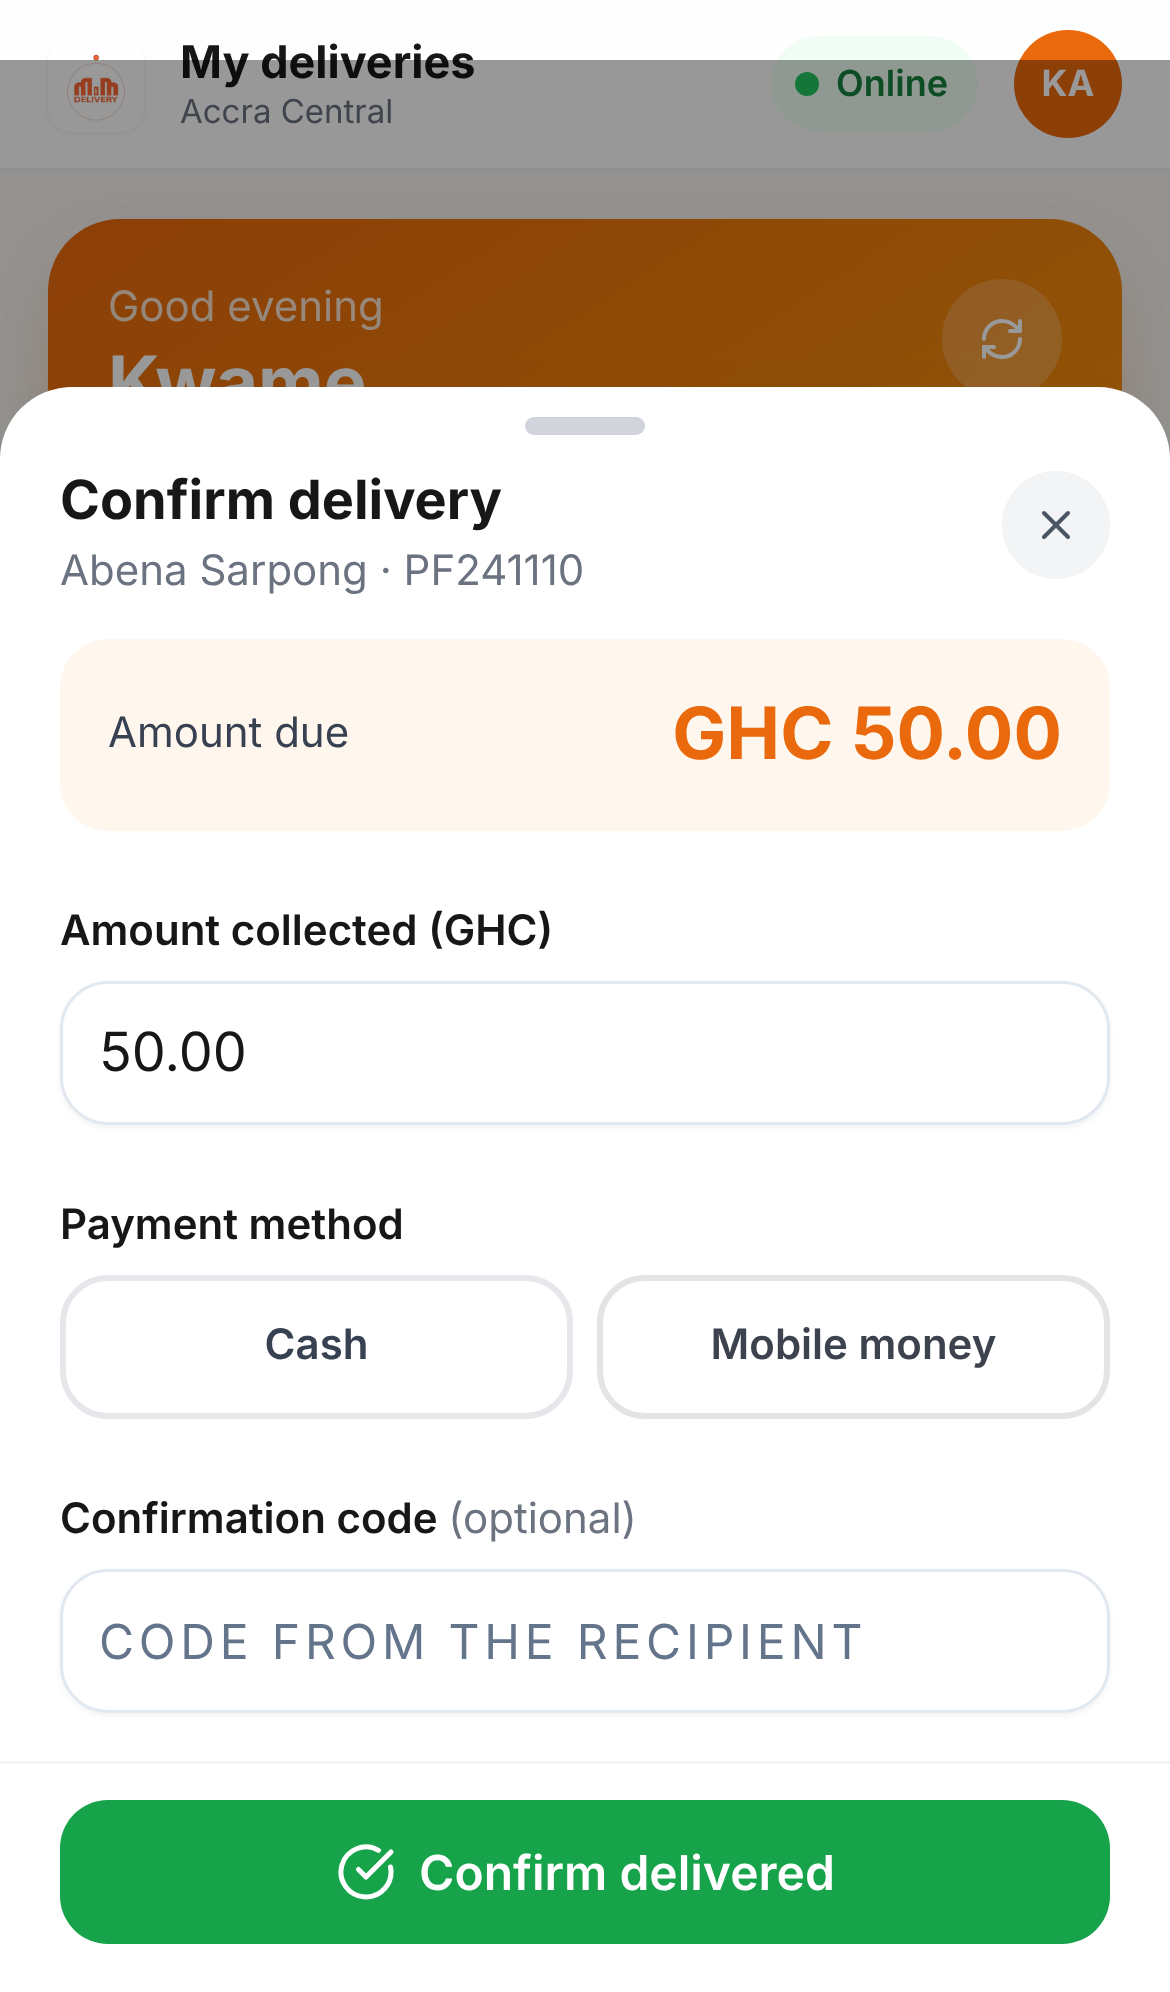 M&M
DELIVERY
My deliveries
Accra Central
Online
KA
Good evening
Kwame
Confirm delivery
Abena Sarpong · PF241110
Amount due
GHC 50.00
Amount collected (GHC)
50.00
Payment method
Cash
Mobile money
Confirmation code (optional)
CODE FROM THE RECIPIENT
Confirm delivered